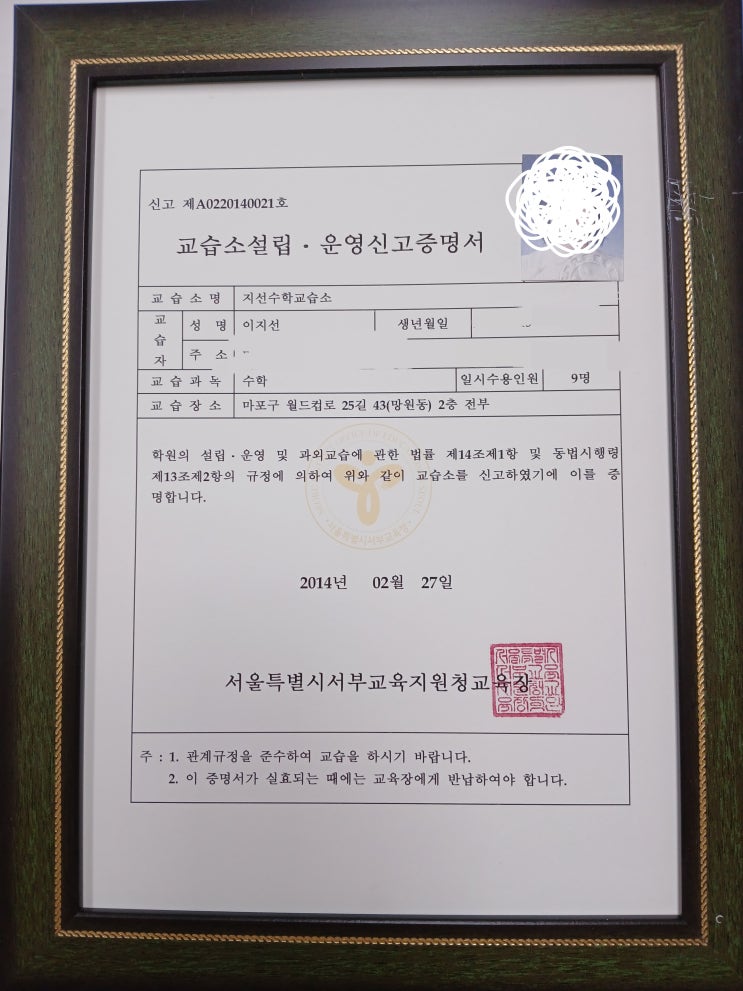 신고 제A0220140021호
교습소설립 · 운영신고증명서
교 습 소 명 지선수학교습소
교습자 성 명 이지선 생년월일
주 소
교 습 과 목 수학 일시수용인원 9명
교 습 장 소 마포구 월드컵로 25길 43(망원동) 2층 전부
학원의 설립 · 운영 및 과외교습에 관한 법률 제14조제1항 및 동법시행령
제13조제2항의 규정에 의하여 위와 같이 교습소를 신고하였기에 이를 증
명합니다.
서울특별시서부교육청
2014년 02월 27일
서울특별시서부교육지원청교육장
주 : 1. 관계규정을 준수하여 교습을 하시기 바랍니다.
2. 이 증명서가 실효되는 때에는 교육장에게 반납하여야 합니다.